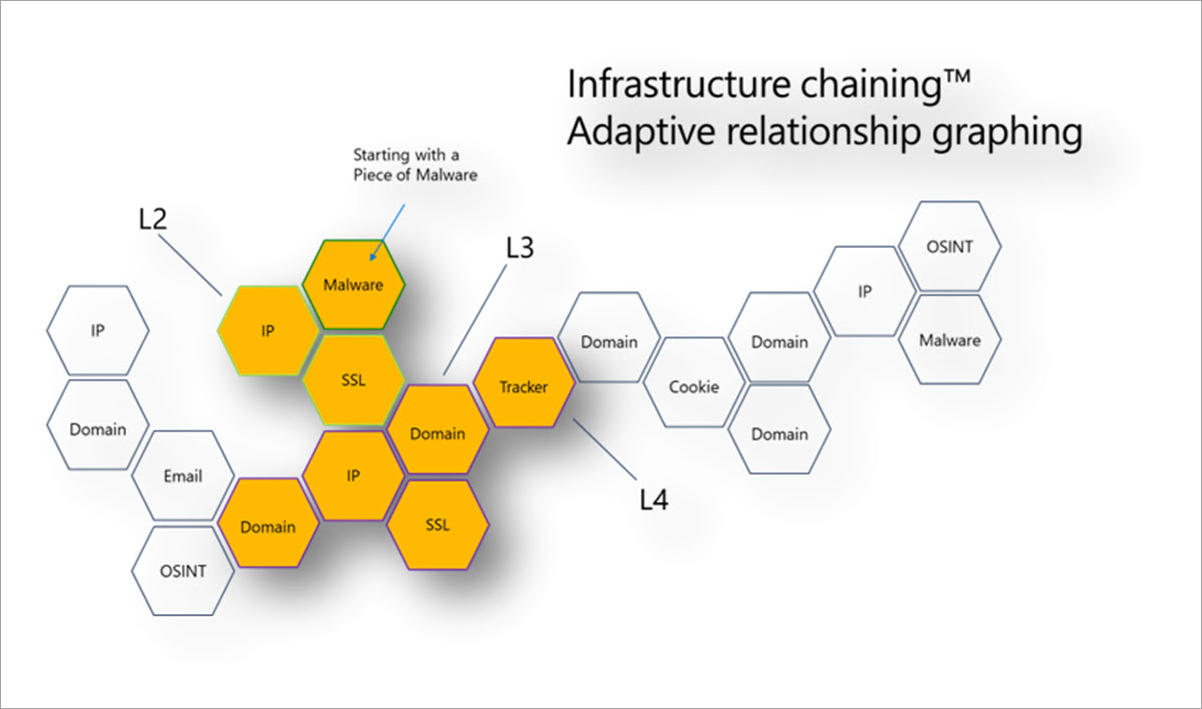 Infrastructure chaining™
Adaptive relationship graphing
Starting with a
Piece of Malware
L2
L3
Malware
IP
SSL
IP
Domain
Email
OSINT
Domain
IP
Domain
SSL
Tracker
L4
Domain
Cookie
Domain
Domain
IP
OSINT
Malware